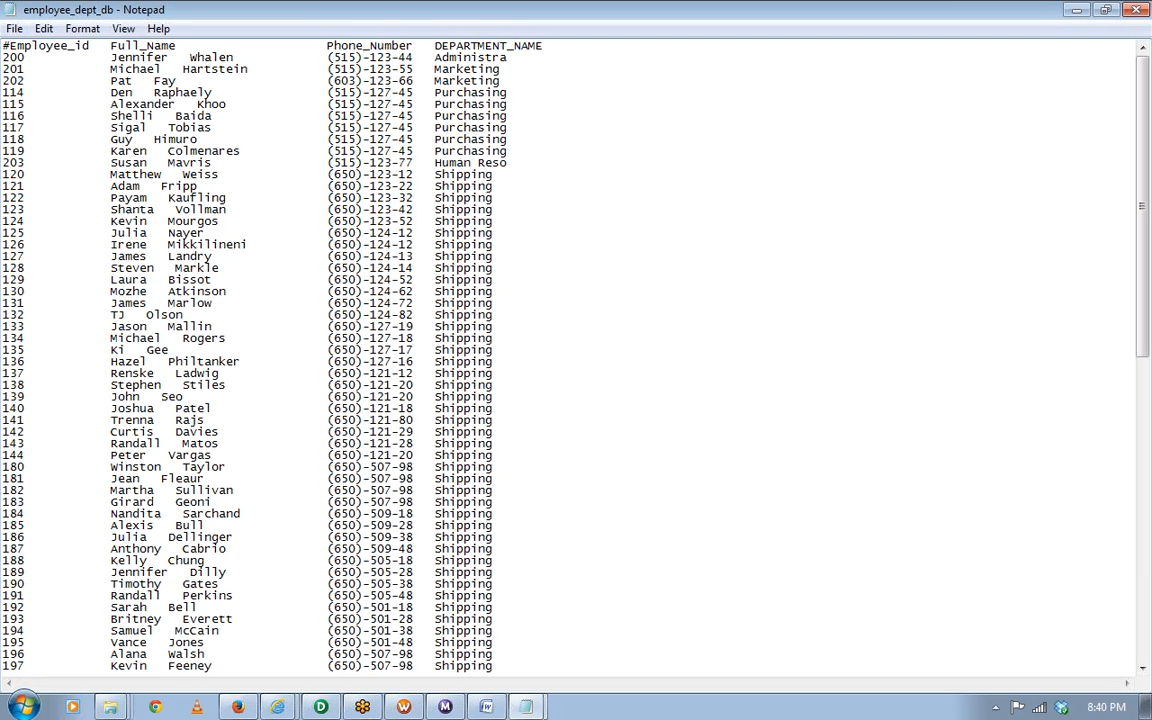 employee_dept_db - Notepad
File Edit Format View Help
#Employee_id Full_Name Phone_Number DEPARTMENT_NAME
200 Jennifer Whalen (515)-123-44 Administra
201 Michael Hartstein (515)-123-55 Marketing
202 Pat Fay (603)-123-66 Marketing
114 Den Raphaely (515)-127-45 Purchasing
115 Alexander Khoo (515)-127-45 Purchasing
116 Shelli Baida (515)-127-45 Purchasing
117 Sigal Tobias (515)-127-45 Purchasing
118 Guy Himuro (515)-127-45 Purchasing
119 Karen Colmenares (515)-127-45 Purchasing
203 Susan Mavris (515)-123-77 Human Reso
120 Matthew Weiss (650)-123-12 Shipping
121 Adam Fripp (650)-123-22 Shipping
122 Payam Kaufling (650)-123-32 Shipping
123 Shanta Vollman (650)-123-42 Shipping
124 Kevin Mourgos (650)-123-52 Shipping
125 Julia Nayer (650)-124-12 Shipping
126 Irene Mikkilineni (650)-124-12 Shipping
127 James Landry (650)-124-13 Shipping
128 Steven Markle (650)-124-14 Shipping
129 Laura Bissot (650)-124-52 Shipping
130 Mozhe Atkinson (650)-124-62 Shipping
131 James Marlow (650)-124-72 Shipping
132 TJ Olson (650)-124-82 Shipping
133 Jason Mallin (650)-127-19 Shipping
134 Michael Rogers (650)-127-18 Shipping
135 Ki Gee (650)-127-17 Shipping
136 Hazel Philtanker (650)-127-16 Shipping
137 Renske Ladwig (650)-121-12 Shipping
138 Stephen Stiles (650)-121-20 Shipping
139 John Seo (650)-121-20 Shipping
140 Joshua Patel (650)-121-18 Shipping
141 Trenna Rajs (650)-121-80 Shipping
142 Curtis Davies (650)-121-29 Shipping
143 Randall Matos (650)-121-28 Shipping
144 Peter Vargas (650)-121-20 Shipping
180 Winston Taylor (650)-507-98 Shipping
181 Jean Fleaur (650)-507-98 Shipping
182 Martha Sullivan (650)-507-98 Shipping
183 Girard Geoni (650)-507-98 Shipping
184 Nandita Sarchand (650)-509-18 Shipping
185 Alexis Bull (650)-509-28 Shipping
186 Julia Dellinger (650)-509-38 Shipping
187 Anthony Cabrio (650)-509-48 Shipping
188 Kelly Chung (650)-505-18 Shipping
189 Jennifer Dilly (650)-505-28 Shipping
190 Timothy Gates (650)-505-38 Shipping
191 Randall Perkins (650)-505-48 Shipping
192 Sarah Bell (650)-501-18 Shipping
193 Britney Everett (650)-501-28 Shipping
194 Samuel McCain (650)-501-38 Shipping
195 Vance Jones (650)-501-48 Shipping
196 Alana Walsh (650)-507-98 Shipping
197 Kevin Feeney (650)-507-98 Shipping
D W M W 8:40 PM